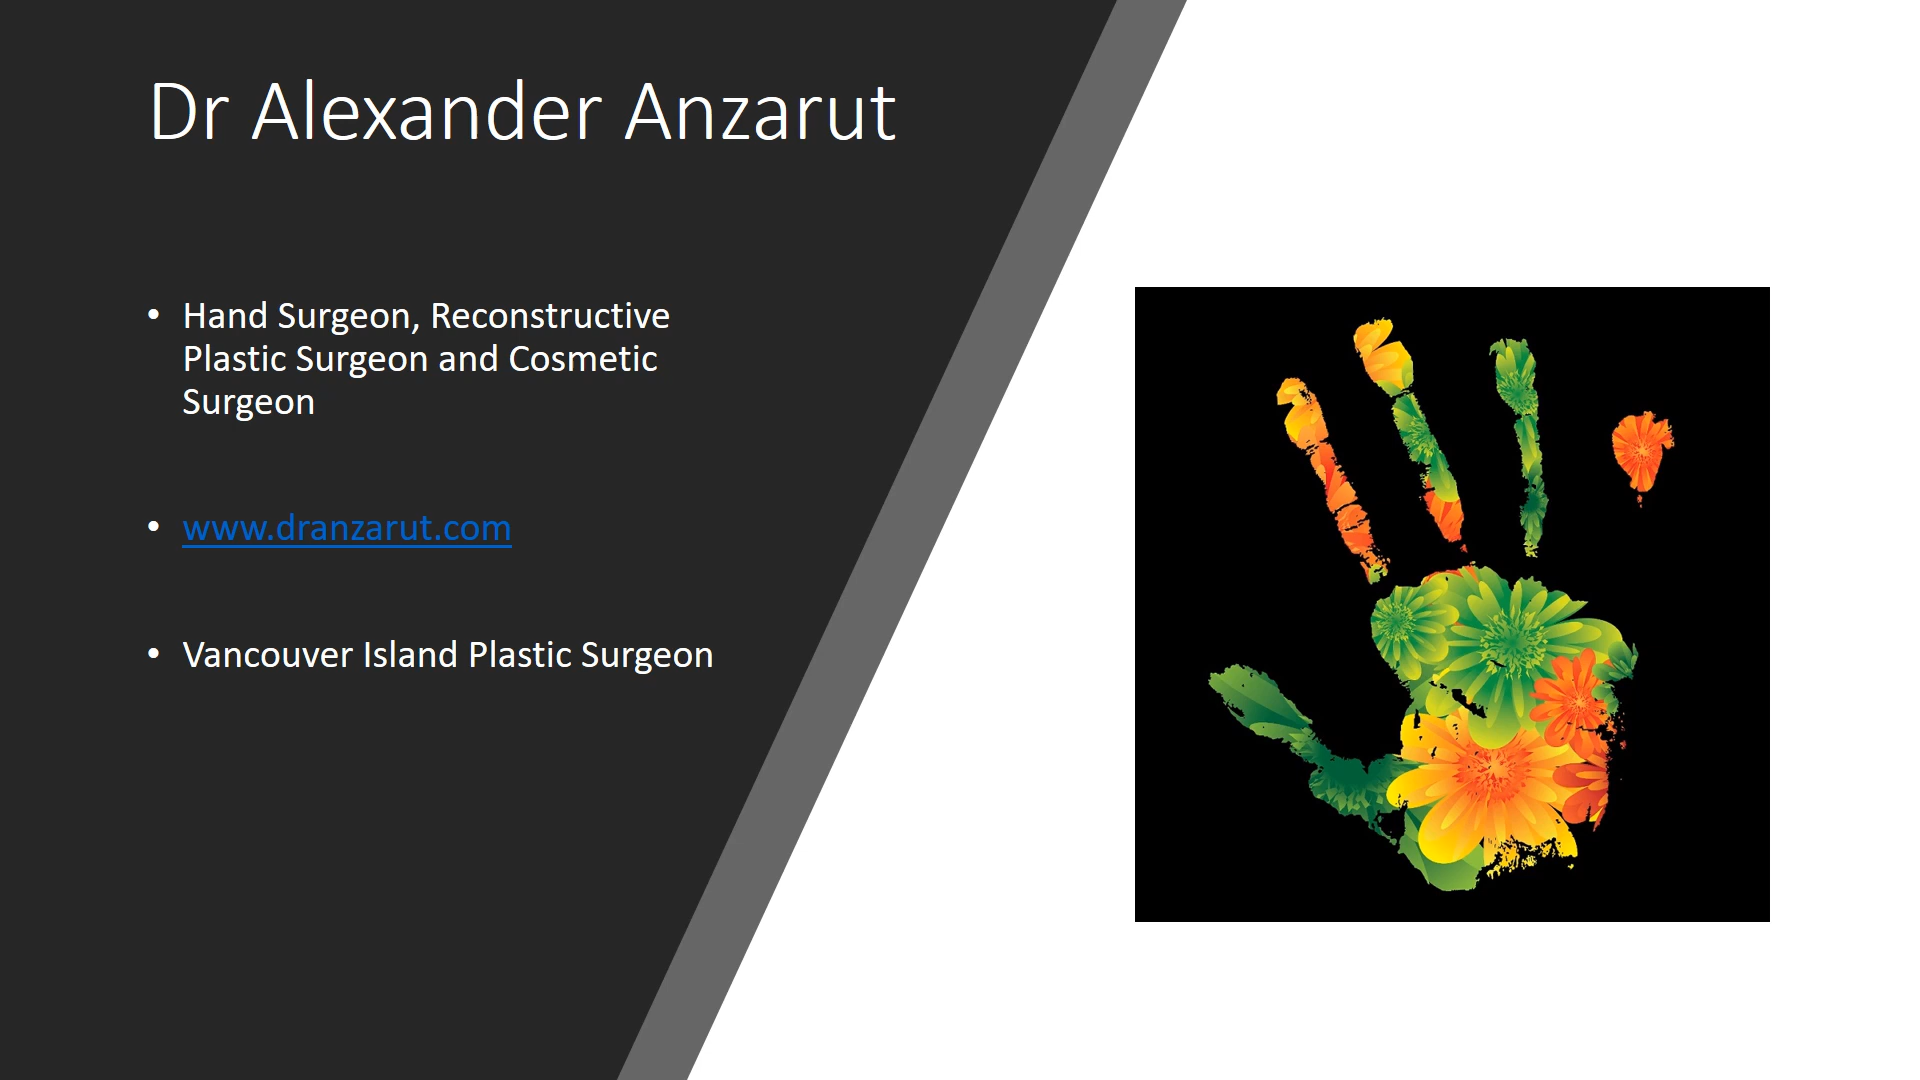 Dr Alexander Anzarut
• Hand Surgeon, Reconstructive
Plastic Surgeon and Cosmetic
Surgeon
• www.dranzarut.com
• Vancouver Island Plastic Surgeon